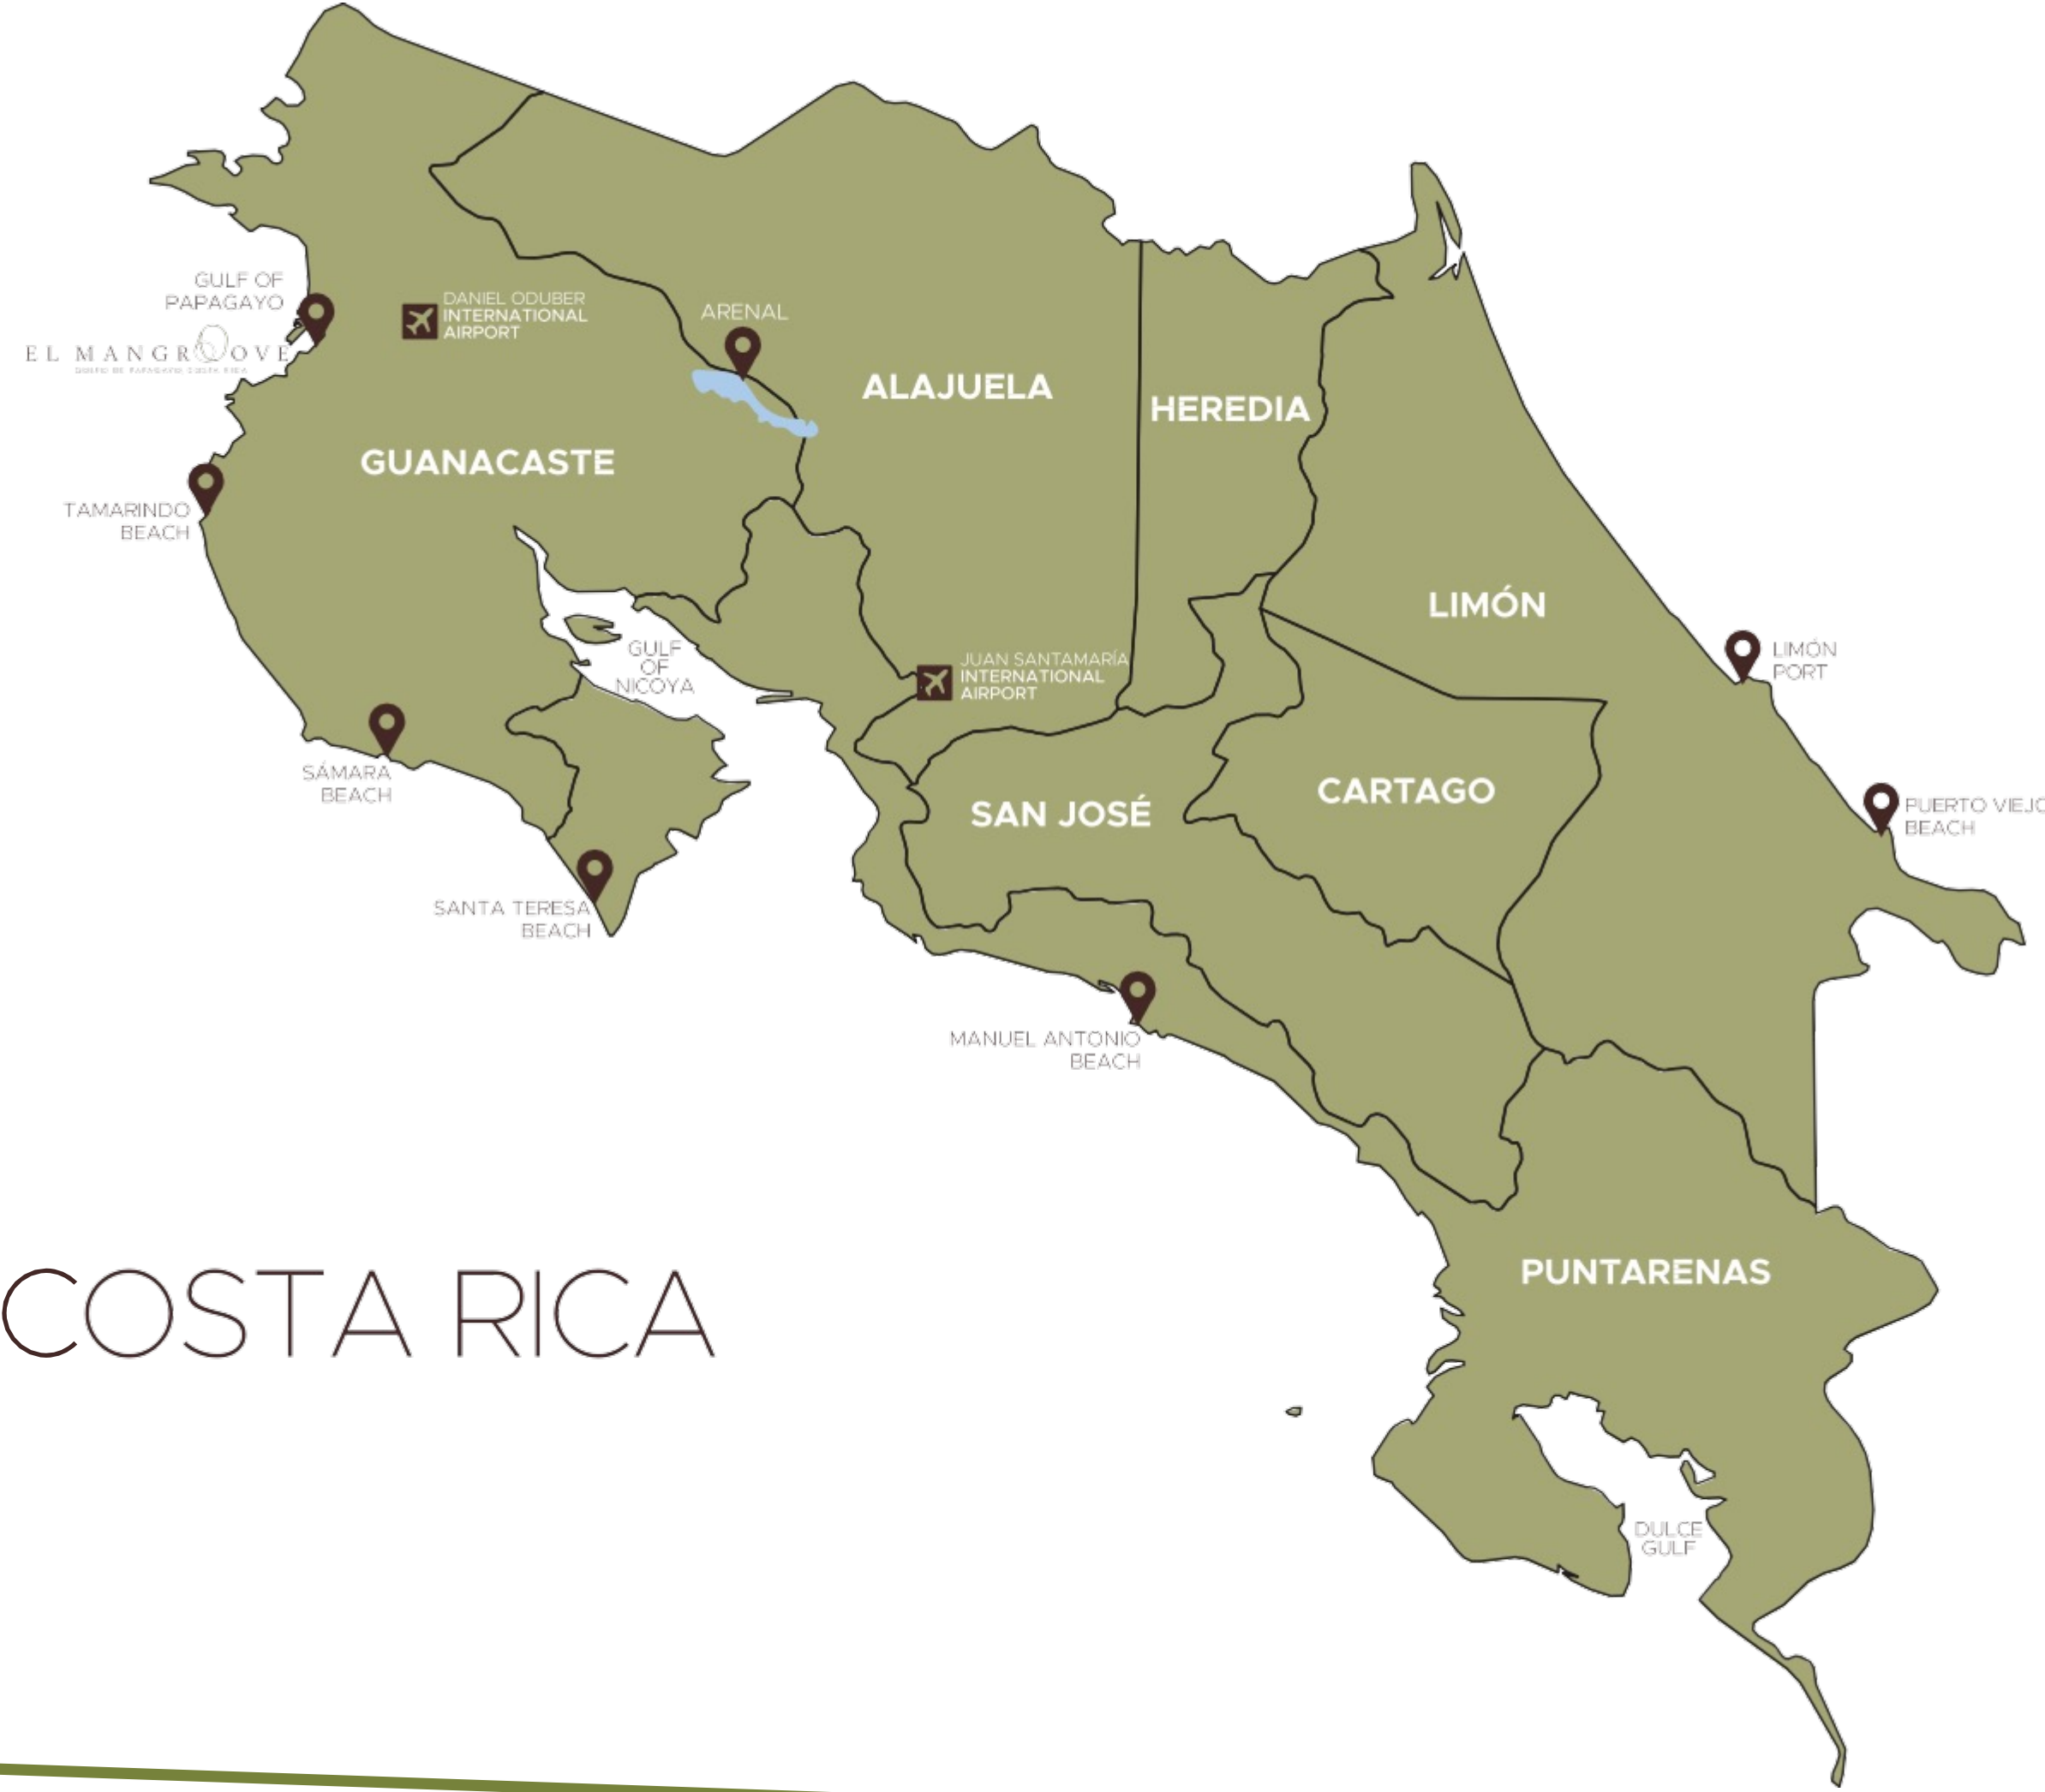 GULF OF
PAPAGAYO
EL MANGROOVE
DANIEL ODUBER
INTERNATIONAL
AIRPORT
ARENAL
ALAJUELA
HEREDIA
GUANACASTE
TAMARINDO
BEACH
LIMÓN
GULF
OF
NICOYA
JUAN SANTAMARÍA
INTERNATIONAL
AIRPORT
LIMÓN
PORT
SÁMARA
BEACH
SAN JOSÉ
CARTAGO
PUERTO VIEJO
BEACH
SANTA TERESA
BEACH
MANUEL ANTONIO
BEACH
PUNTARENAS
COSTA RICA
DULCE
GULF